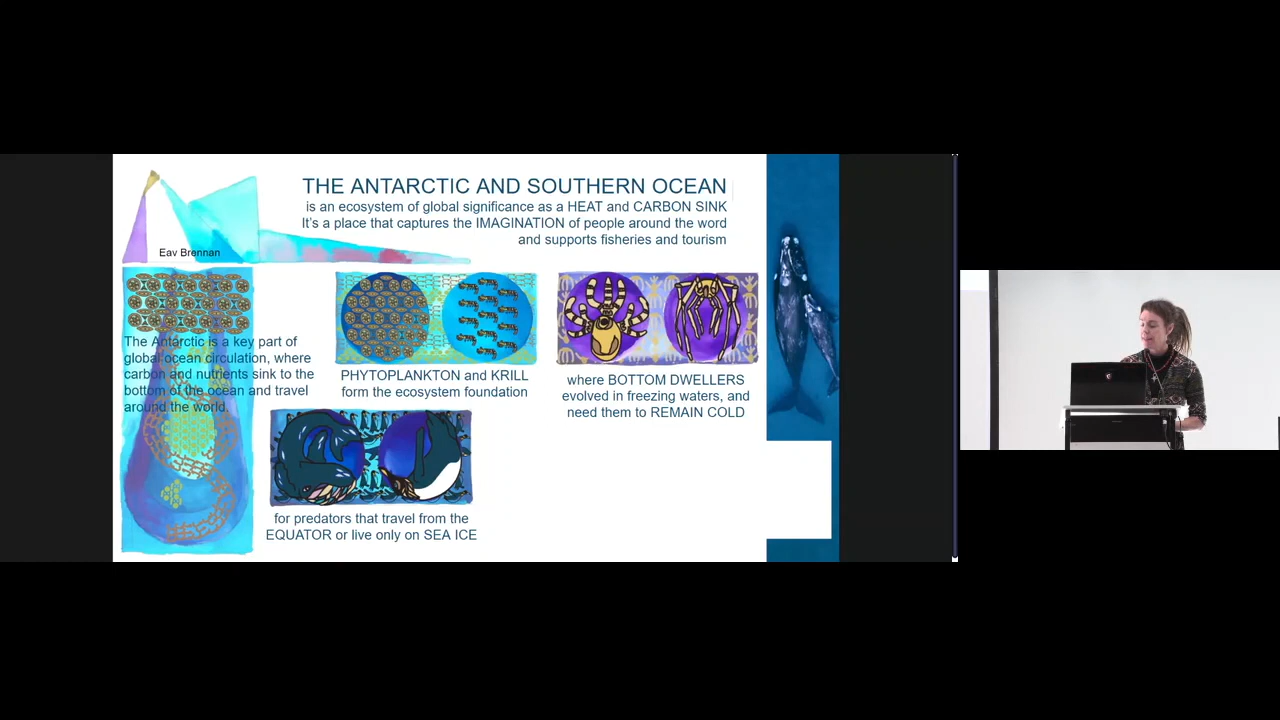 THE ANTARCTIC AND SOUTHERN OCEAN
is an ecosystem of global significance as a HEAT and CARBON SINK
It's a place that captures the IMAGINATION of people around the word
and supports fisheries and tourism
Eav Brennan
The Antarctic is a key part of
global ocean circulation, where
carbon and nutrients sink to the
bottom of the ocean and travel
around the world.
PHYTOPLANKTON and KRILL
form the ecosystem foundation
where BOTTOM DWELLERS
evolved in freezing waters, and
need them to REMAIN COLD
for predators that travel from the
EQUATOR or live only on SEA ICE